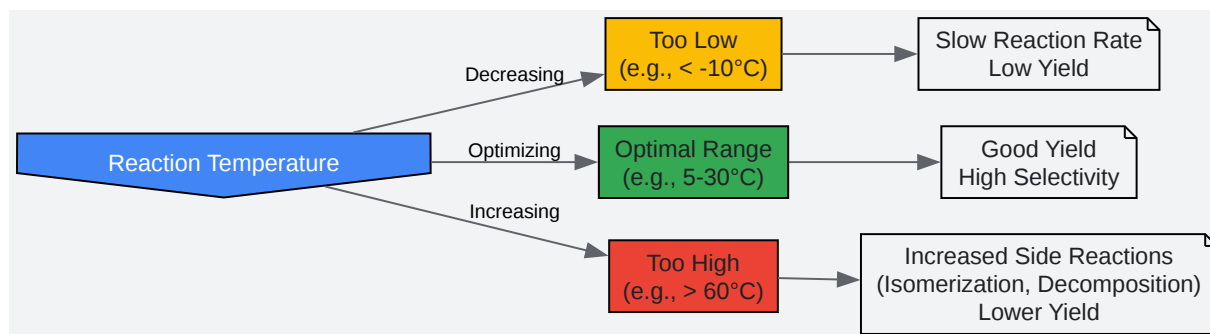 Too Low
(e.g., < -10°C)
Slow Reaction Rate
Low Yield
Decreasing
Reaction Temperature
Optimizing
Optimal Range
(e.g., 5-30°C)
Good Yield
High Selectivity
Increasing
Too High
(e.g., > 60°C)
Increased Side Reactions
(Isomerization, Decomposition)
Lower Yield